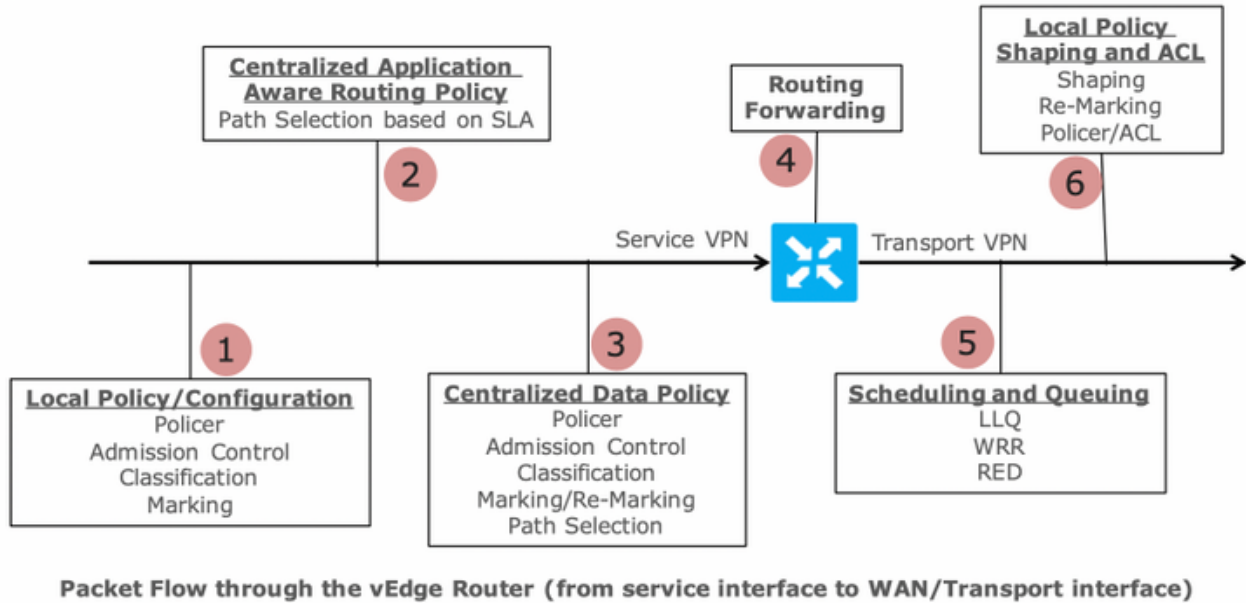 Local Policy/Configuration
Policer
Admission Control
Classification
Marking
1
Centralized Application
Aware Routing Policy
Path Selection based on SLA
2
Centralized Data Policy
Policer
Admission Control
Classification
Marking/Re-Marking
Path Selection
3
Service VPN
Routing
Forwarding
4
Transport VPN
Scheduling and Queuing
LLQ
WRR
RED
5
Local Policy
Shaping and ACL
Shaping
Re-Marking
Policer/ACL
6
Packet Flow through the vEdge Router (from service interface to WAN/Transport interface)